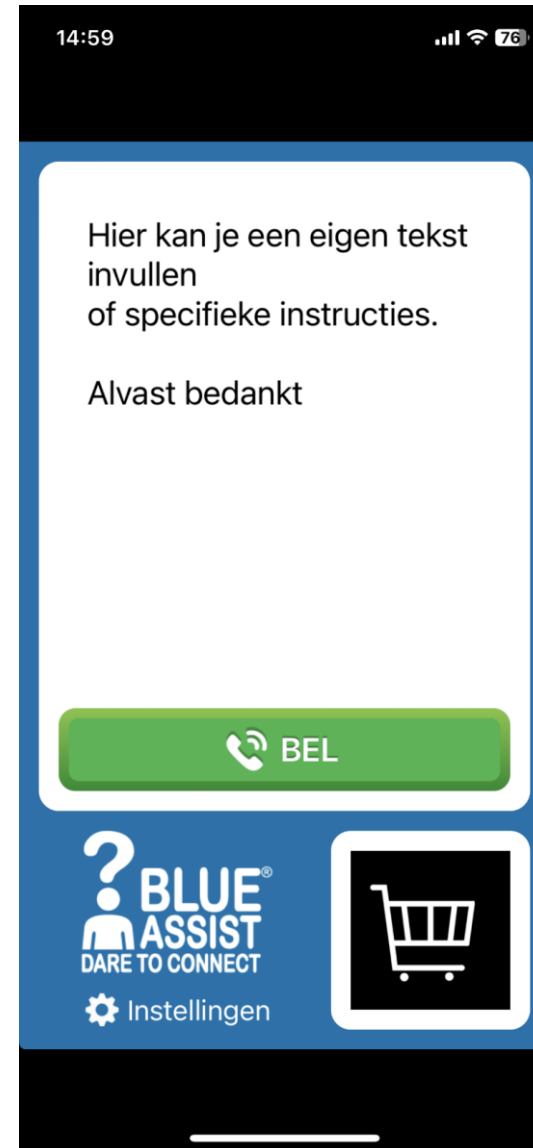 14:59
76
Hier kan je een eigen tekst
invullen
of specifieke instructies.
Alvast bedankt
BEL
?
BLUE®
ASSIST
DARE TO CONNECT
Instellingen